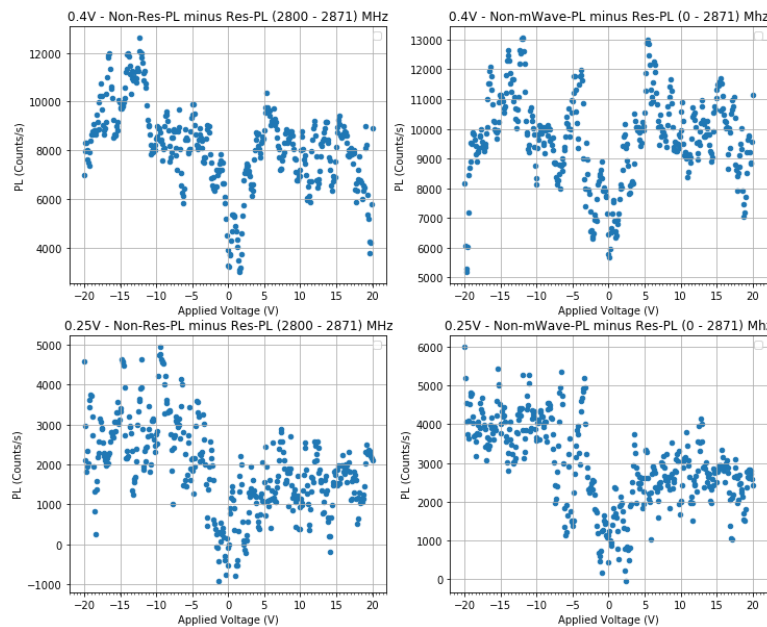 0.4V - Non-Res-PL minus Res-PL (2800 - 2871) MHz
PL (Counts/s)
12000
10000
8000
6000
4000
−20 −15 −10 −5 0 5 10 15 20
Applied Voltage (V)
0.4V - Non-mWave-PL minus Res-PL (0 - 2871) Mhz
PL (Counts/s)
13000
12000
11000
10000
9000
8000
7000
6000
5000
−20 −15 −10 −5 0 5 10 15 20
Applied Voltage (V)
0.25V - Non-Res-PL minus Res-PL (2800 - 2871) MHz
PL (Counts/s)
5000
4000
3000
2000
1000
0
−1000
−20 −15 −10 −5 0 5 10 15 20
Applied Voltage (V)
0.25V - Non-mWave-PL minus Res-PL (0 - 2871) Mhz
PL (Counts/s)
6000
5000
4000
3000
2000
1000
0
−20 −15 −10 −5 0 5 10 15 20
Applied Voltage (V)